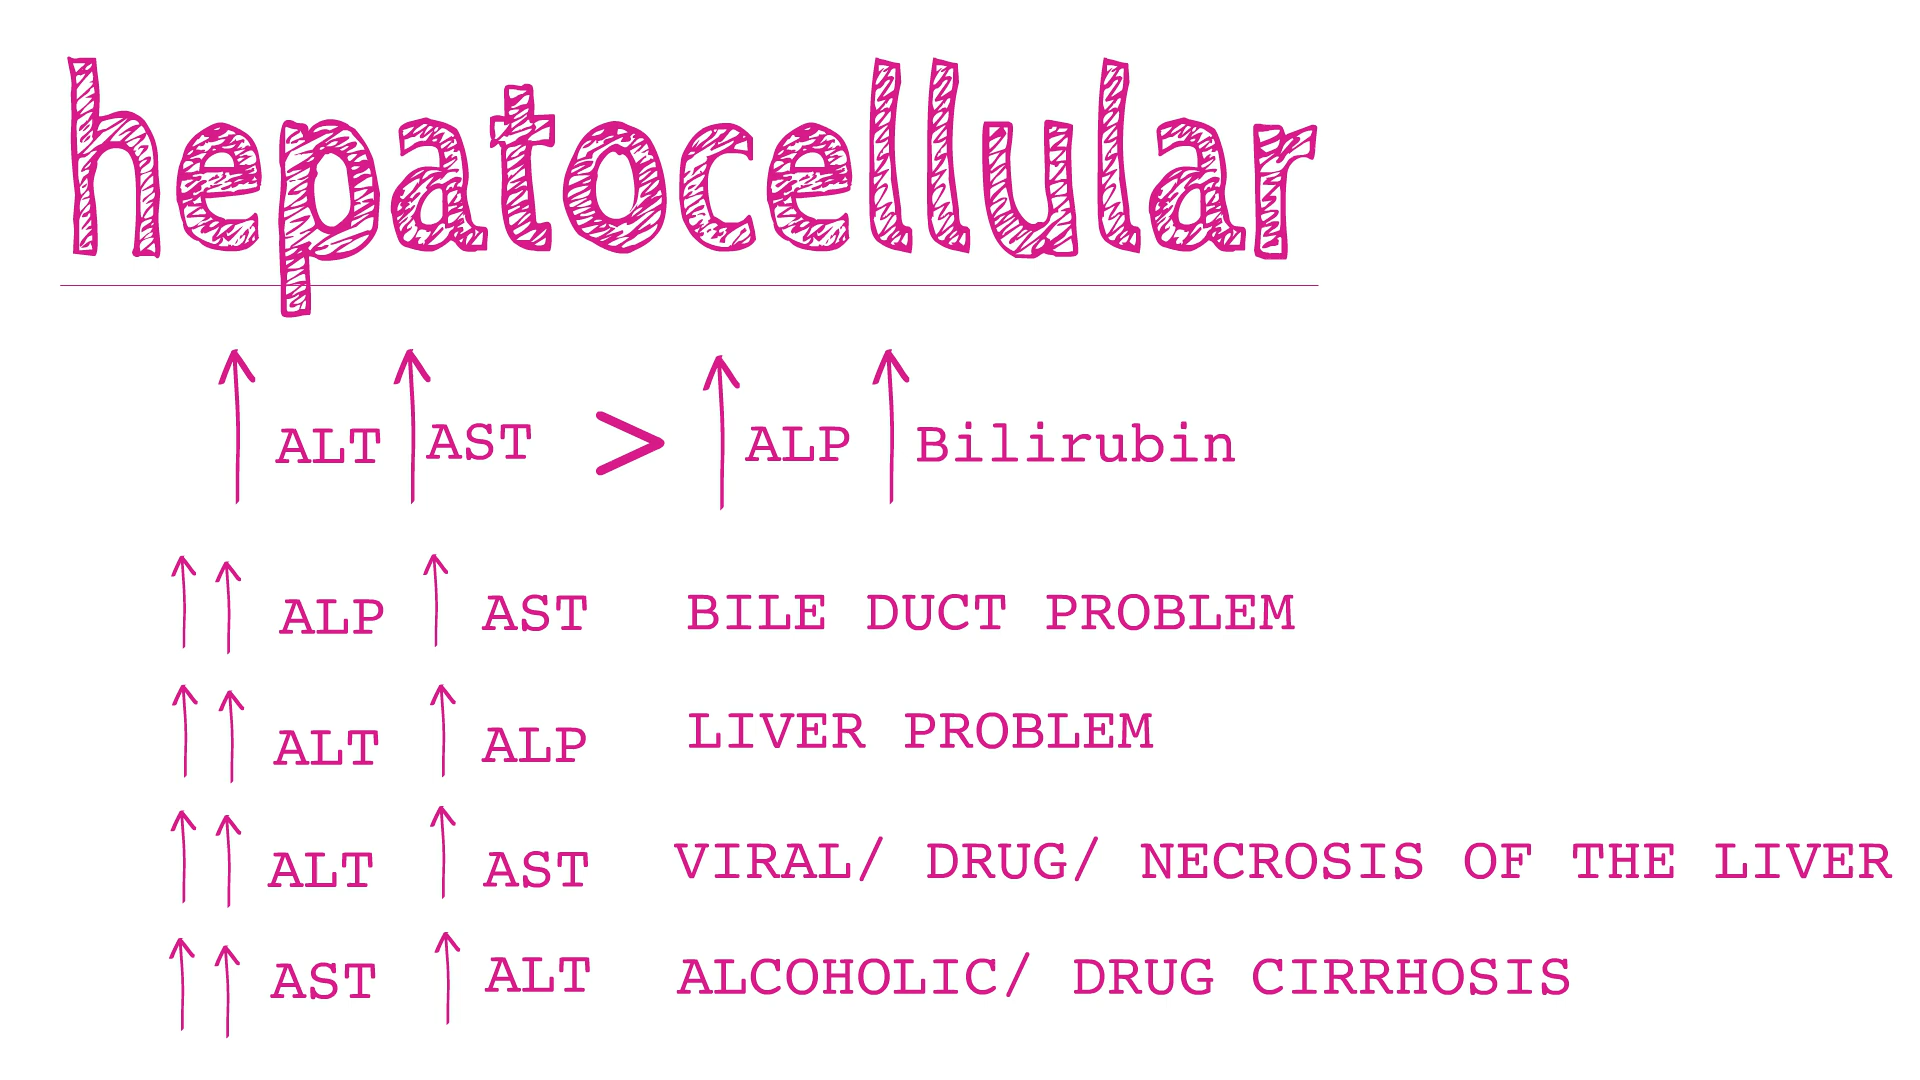 hepatocellular
↑ ALT ↑ AST > ↑ ALP ↑ Bilirubin
↑↑ ALP ↑ AST BILE DUCT PROBLEM
↑↑ ALT ↑ ALP LIVER PROBLEM
↑↑ ALT ↑ AST VIRAL/ DRUG/ NECROSIS OF THE LIVER
↑↑ AST ↑ ALT ALCOHOLIC/ DRUG CIRRHOSIS